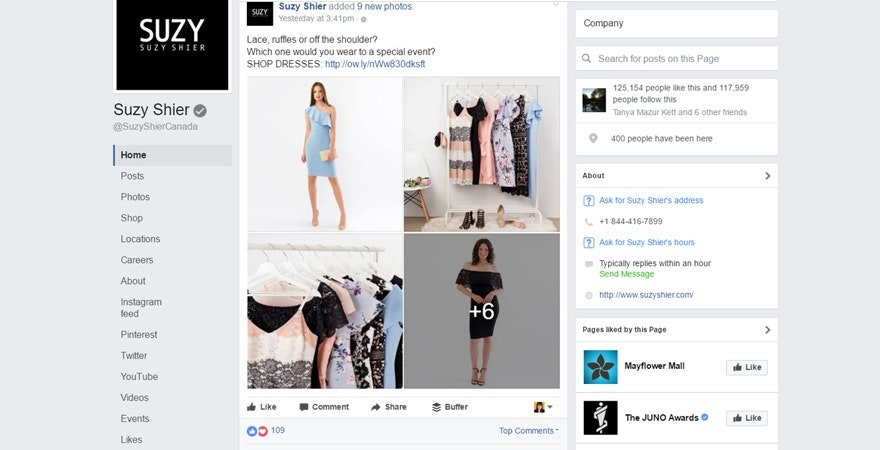 SUZY
SUZY SHIER
Suzy Shier
@SuzyShierCanada
Home
Posts
Photos
Shop
Locations
Careers
About
Instagram
feed
Pinterest
Twitter
YouTube
Videos
Events
Likes
SUZY
Suzy Shier added 9 new photos.
Yesterday at 3:41pm
Lace, ruffles or off the shoulder?
Which one would you wear to a special event?
SHOP DRESSES: http://ow.ly/nWw830dksft
+6
Like Comment Share Buffer
109 Top Comments
Company
Search for posts on this Page
125,154 people like this and 117,959
people follow this
Tanya Mazur Kett and 6 other friends
400 people have been here
About
Ask for Suzy Shier's address
+1 844-416-7899
Ask for Suzy Shier's hours
Typically replies within an hour
Send Message
http://www.suzyshier.com/
Pages liked by this Page
Mayflower Mall Like
The JUNO Awards Like